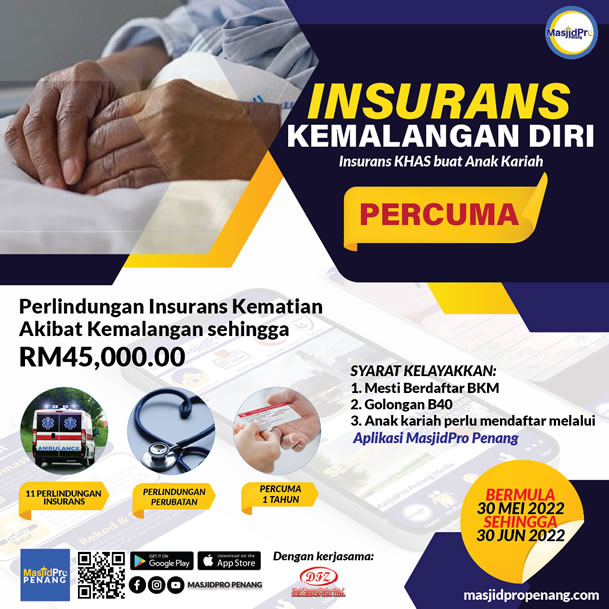 MasjidPro
Penang
INSURANS
KEMALANGAN DIRI
Insurans KHAS buat Anak Kariah
PERCUMA
Perlindungan Insurans Kematian
Akibat Kemalangan sehingga
RM45,000.00
SYARAT KELAYAKKAN:
1. Mesti Berdaftar BKM
2. Golongan B40
3. Anak kariah perlu mendaftar melalui
Aplikasi MasjidPro Penang
AMBULANCE
11 PERLINDUNGAN
INSURANS
PERLINDUNGAN
PERUBATAN
PERCUMA
1 TAHUN
BERMULA
30 MEI 2022
SEHINGGA
30 JUN 2022
MasjidPro
PENANG
GET IT ON
Google Play
Download on the
App Store
MASJIDPRO PENANG
Dengan kerjasama:
DFZ
masjidpropenang.com